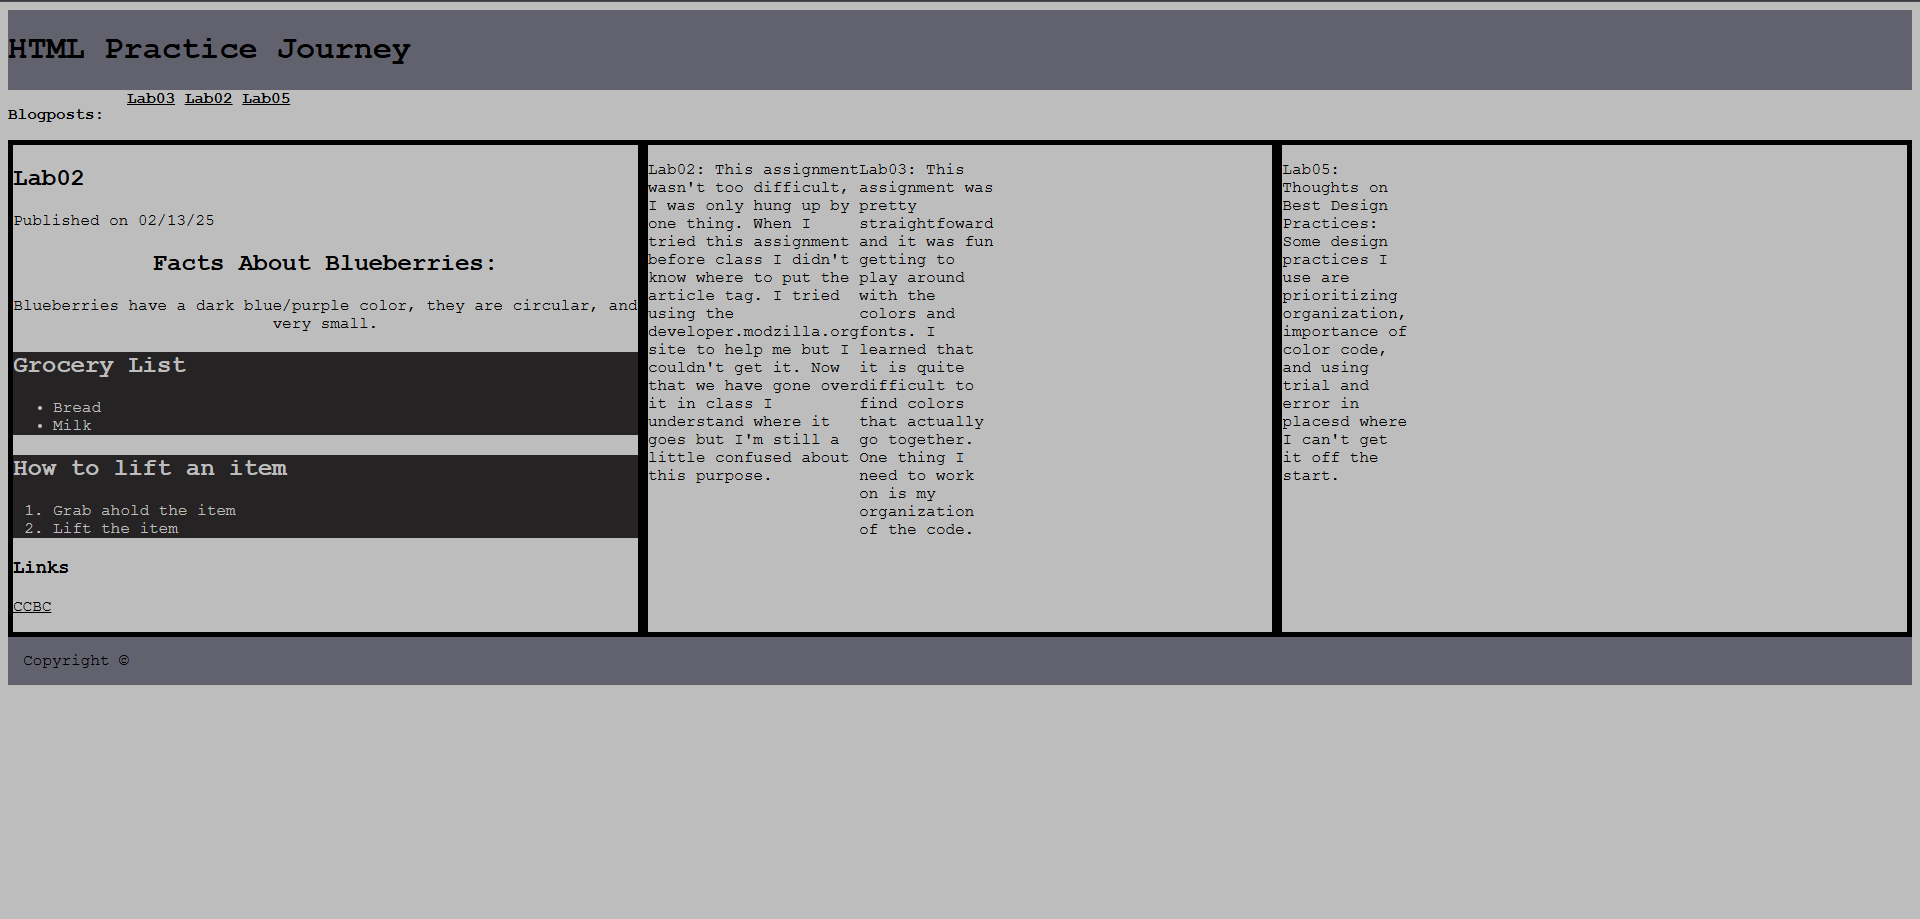 HTML Practice Journey
Lab03 Lab02 Lab05
Blogposts:
Lab02
Published on 02/13/25
Facts About Blueberries:
Blueberries have a dark blue/purple color, they are circular, and
very small.
Grocery List
• Bread
• Milk
How to lift an item
1. Grab ahold the item
2. Lift the item
Links
CCBC
Lab02: This assignment
wasn't too difficult,
I was only hung up by
one thing. When I
tried this assignment
before class I didn't
know where to put the
article tag. I tried
using the
developer.modzilla.org
site to help me but I
couldn't get it. Now
that we have gone over
it in class I
understand where it
goes but I'm still a
little confused about
this purpose.
Lab03: This
assignment was
pretty
straightfoward
and it was fun
getting to
play around
with the
colors and
fonts. I
learned that
it is quite
difficult to
find colors
that actually
go together.
One thing I
need to work
on is my
organization
of the code.
Lab05:
Thoughts on
Best Design
Practices:
Some design
practices I
use are
prioritizing
organization,
importance of
color code,
and using
trial and
error in
placesd where
I can't get
it off the
start.
Copyright ©